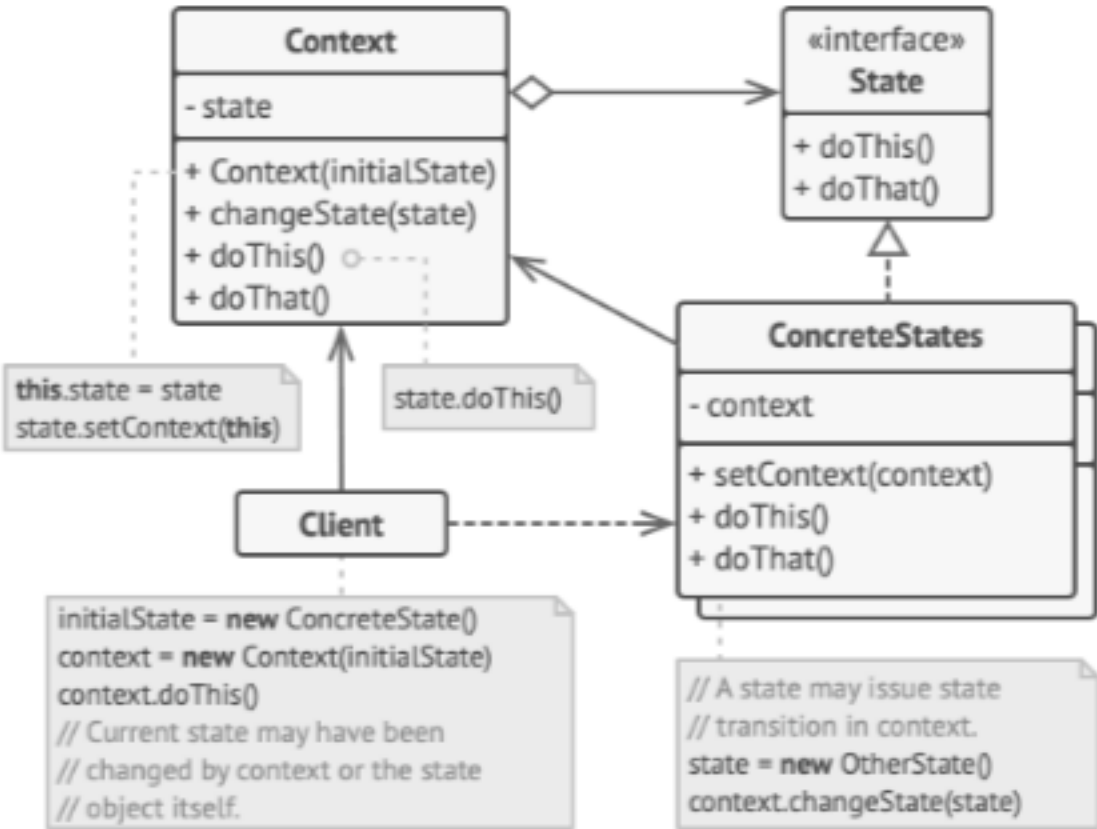 Context
- state
+ Context(initialState)
+ changeState(state)
+ doThis()
+ doThat()
«interface»
State
+ doThis()
+ doThat()
this.state = state
state.setContext(this)
state.doThis()
ConcreteStates
- context
+ setContext(context)
+ doThis()
+ doThat()
Client
initialState = new ConcreteState()
context = new Context(initialState)
context.doThis()
// Current state may have been
// changed by context or the state
// object itself.
// A state may issue state
// transition in context.
state = new OtherState()
context.changeState(state)